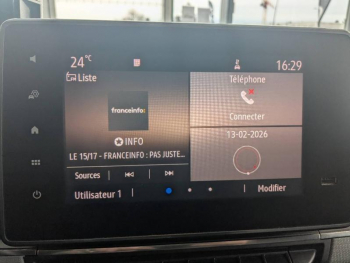 24 °C
16:29
Liste
Téléphone
franceinfo:
Connecter
INFO
13-02-2026
LE 15/17 - FRANCEINFO : PAS JUSTE...
Sources
Utilisateur 1
Modifier